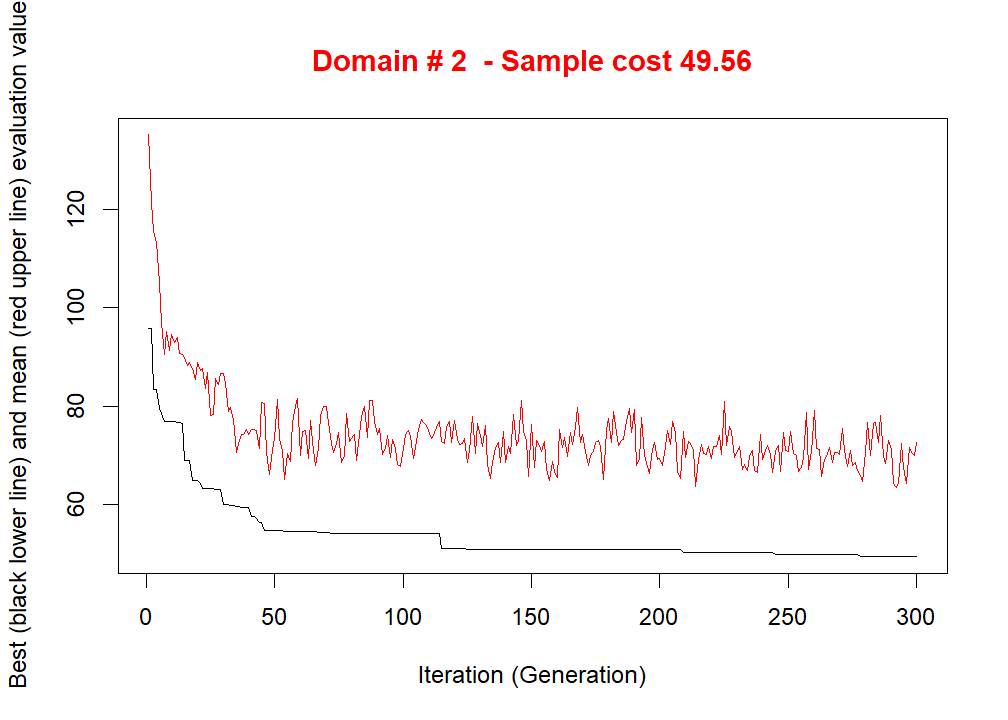 Domain # 2  - Sample cost 49.56
Best (black lower line) and mean (red upper line) evaluation value
120
100
80
60
0 50 100 150 200 250 300
Iteration (Generation)